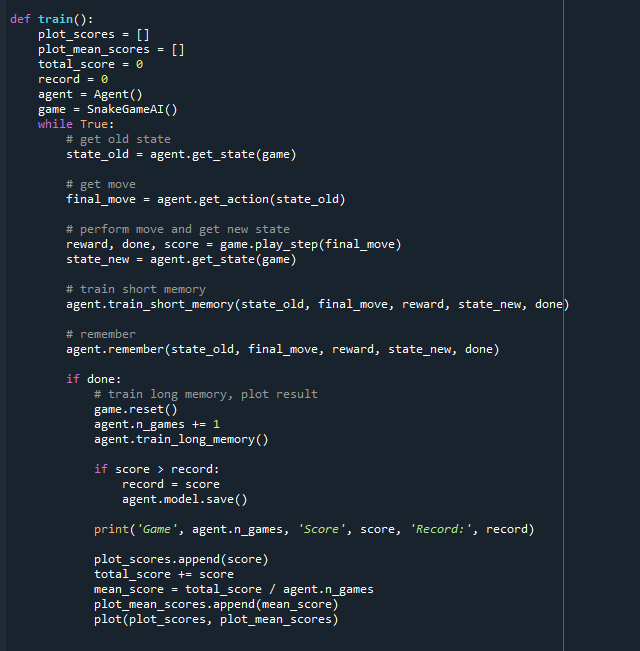 def train():
    plot_scores = []
    plot_mean_scores = []
    total_score = 0
    record = 0
    agent = Agent()
    game = SnakeGameAI()
    while True:
        # get old state
        state_old = agent.get_state(game)

        # get move
        final_move = agent.get_action(state_old)

        # perform move and get new state
        reward, done, score = game.play_step(final_move)
        state_new = agent.get_state(game)

        # train short memory
        agent.train_short_memory(state_old, final_move, reward, state_new, done)

        # remember
        agent.remember(state_old, final_move, reward, state_new, done)

        if done:
            # train long memory, plot result
            game.reset()
            agent.n_games += 1
            agent.train_long_memory()

            if score > record:
                record = score
                agent.model.save()

            print('Game', agent.n_games, 'Score', score, 'Record:', record)

            plot_scores.append(score)
            total_score += score
            mean_score = total_score / agent.n_games
            plot_mean_scores.append(mean_score)
            plot(plot_scores, plot_mean_scores)